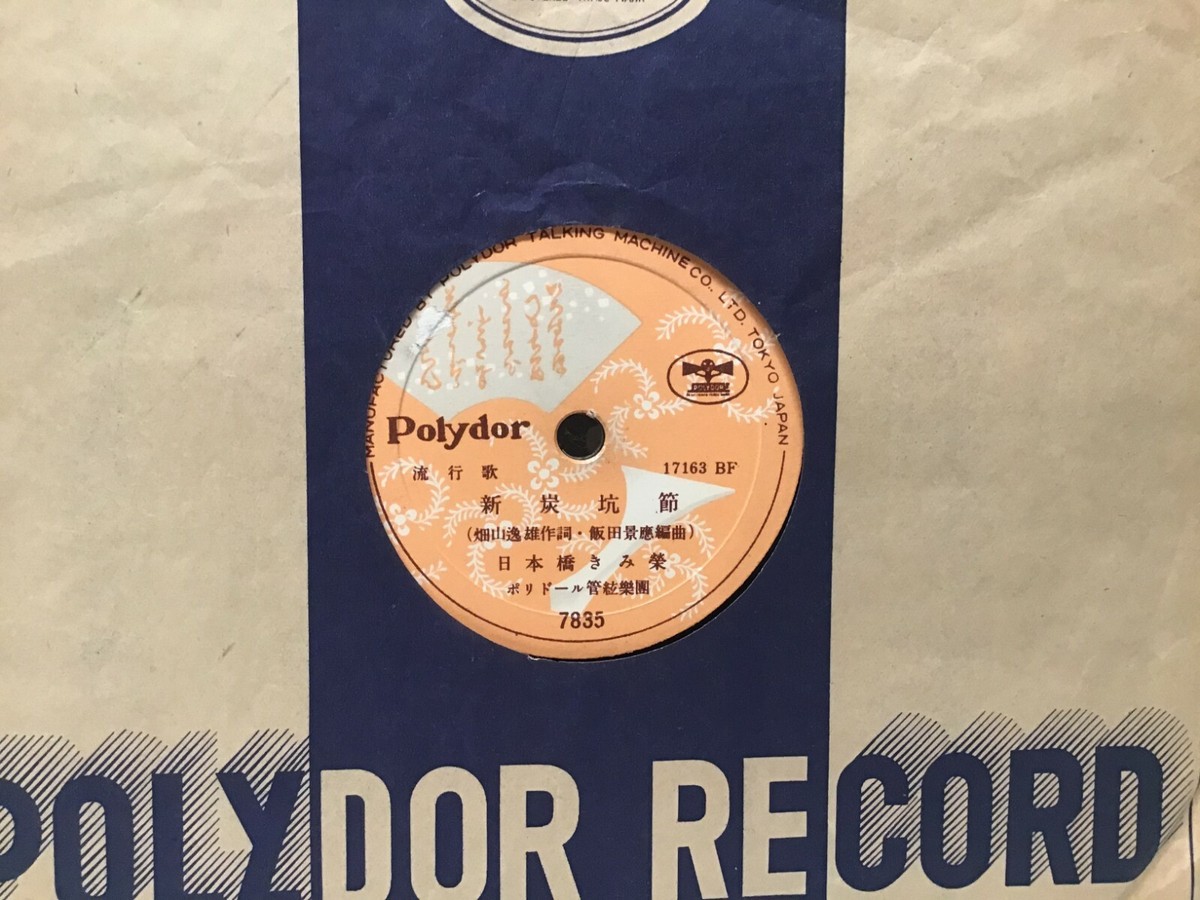 MANUFACTURED BY POLYDOR TALKING MACHINE CO., LTD. TOKYO JAPAN
Polydor
流行歌 17163 BF
新炭坑節
(畑山逸雄作詞・飯田景應編曲)
日本橋きみ榮
ポリドール管絃樂團
7835
POLYDOR RECORD